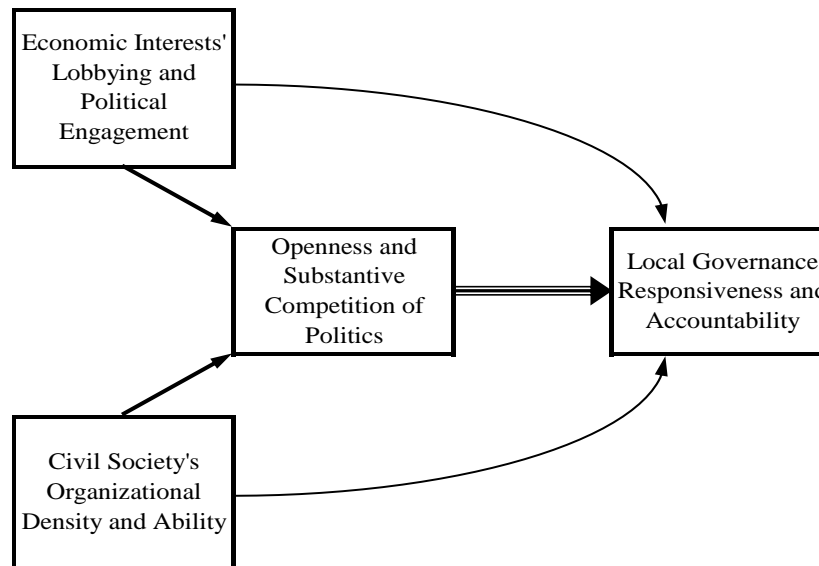 Economic Interests'
Lobbying and
Political
Engagement
Openness and
Substantive
Competition of
Politics
Local Governance
Responsiveness and
Accountability
Civil Society's
Organizational
Density and Ability